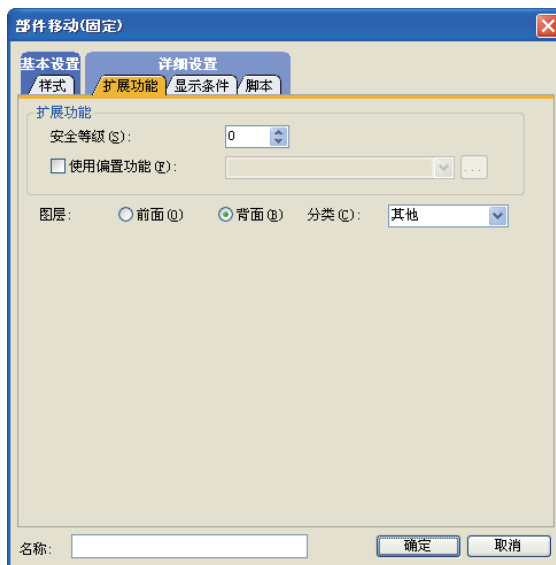 部件移动(固定)
基本设置 详细设置
样式 扩展功能 显示条件 脚本
扩展功能
安全等级(S): 0
使用偏置功能(F): ...
图层: 前面(O) 背面(B) 分类(C): 其他
名称: 确定 取消